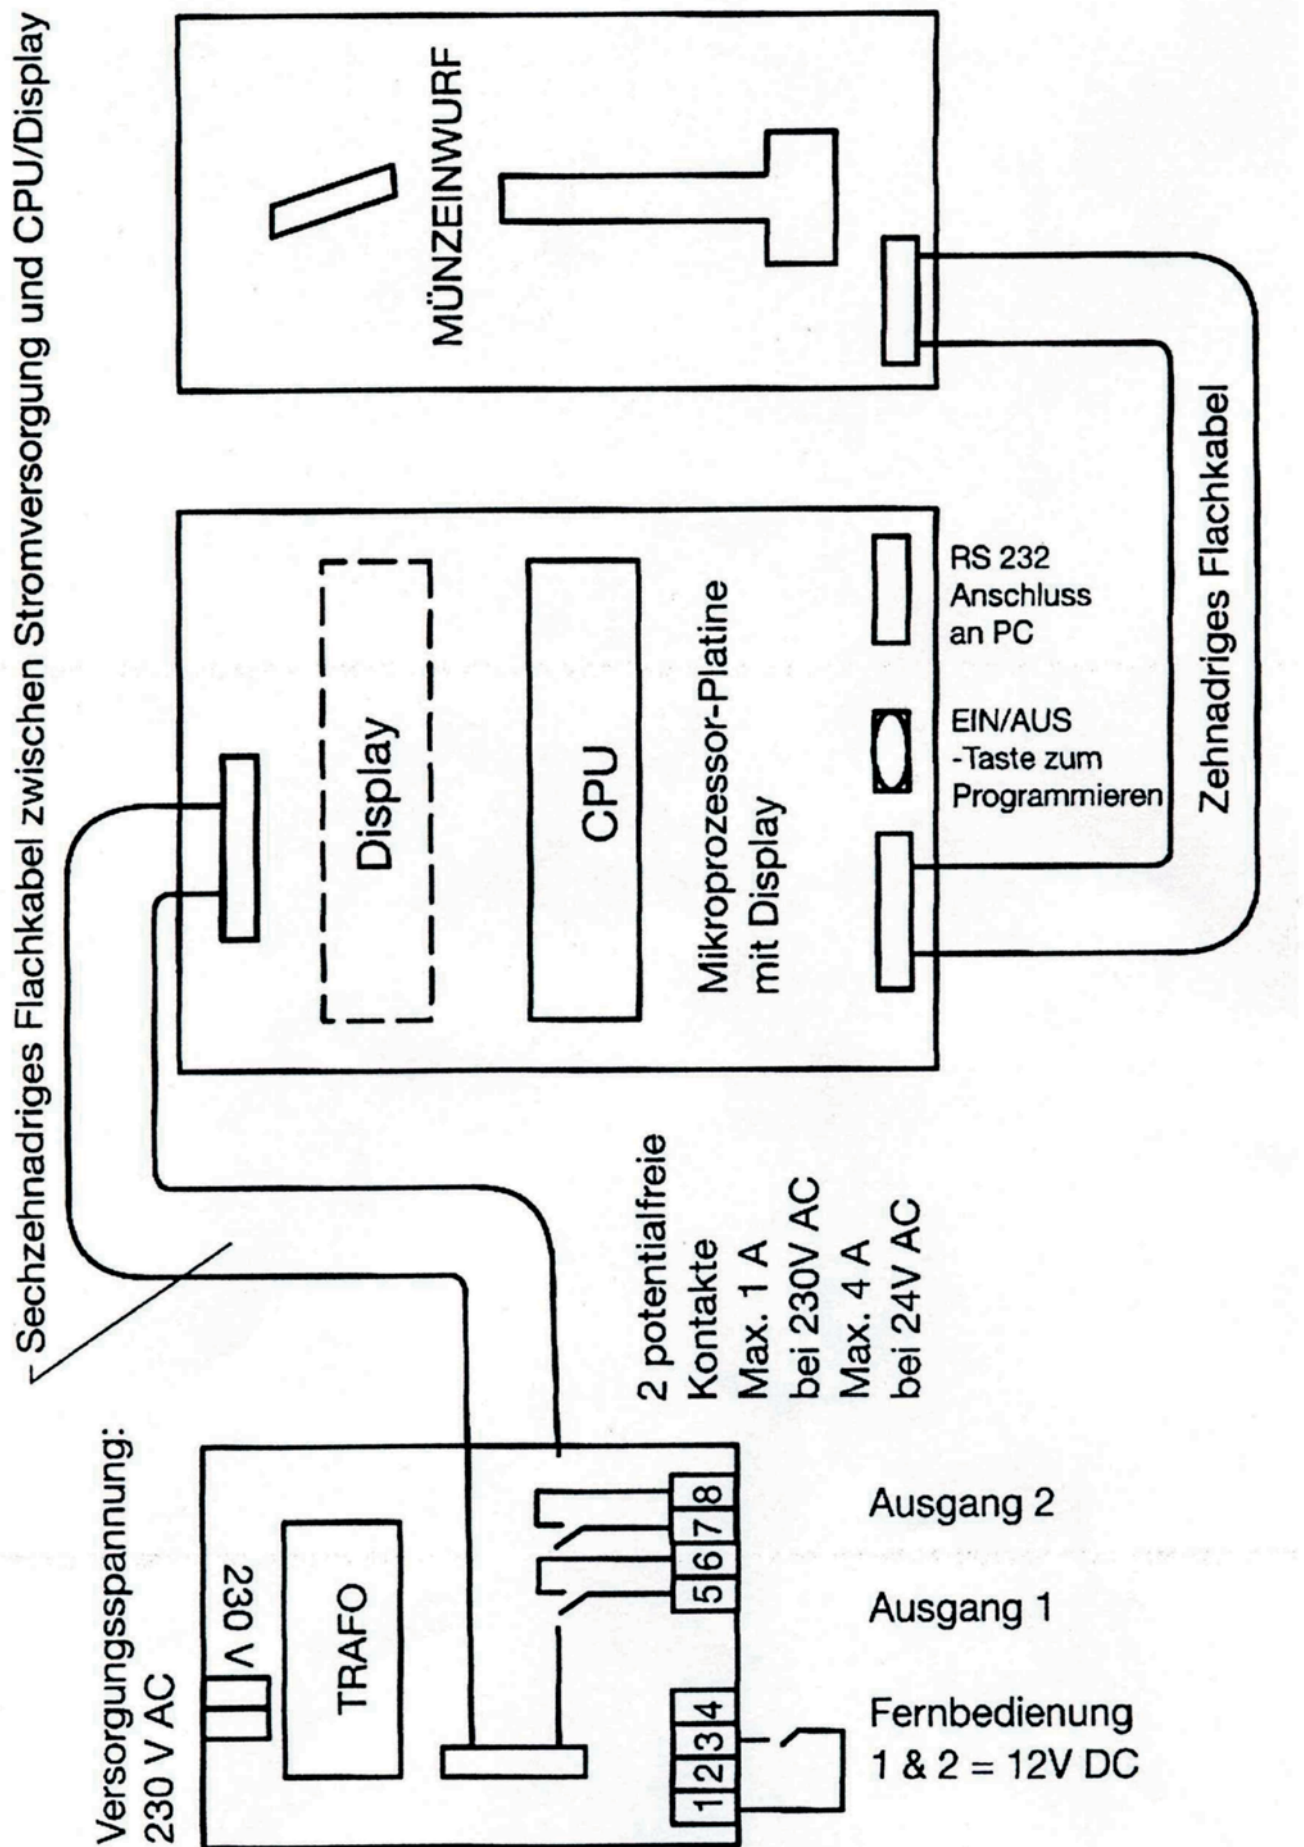 Sechzehnadriges Flachkabel zwischen Stromversorgung und CPU/Display
Versorgungsspannung:
230 V AC
230 V
TRAFO
1 2 3 4 5 6 7 8
Fernbedienung
1 & 2 = 12V DC
Ausgang 1
Ausgang 2
2 potentialfreie
Kontakte
Max. 1 A
bei 230V AC
Max. 4 A
bei 24V AC
Display
CPU
Mikroprozessor-Platine
mit Display
EIN/AUS
-Taste zum
Programmieren
RS 232
Anschluss
an PC
MÜNZEINWURF
Zehnadriges Flachkabel